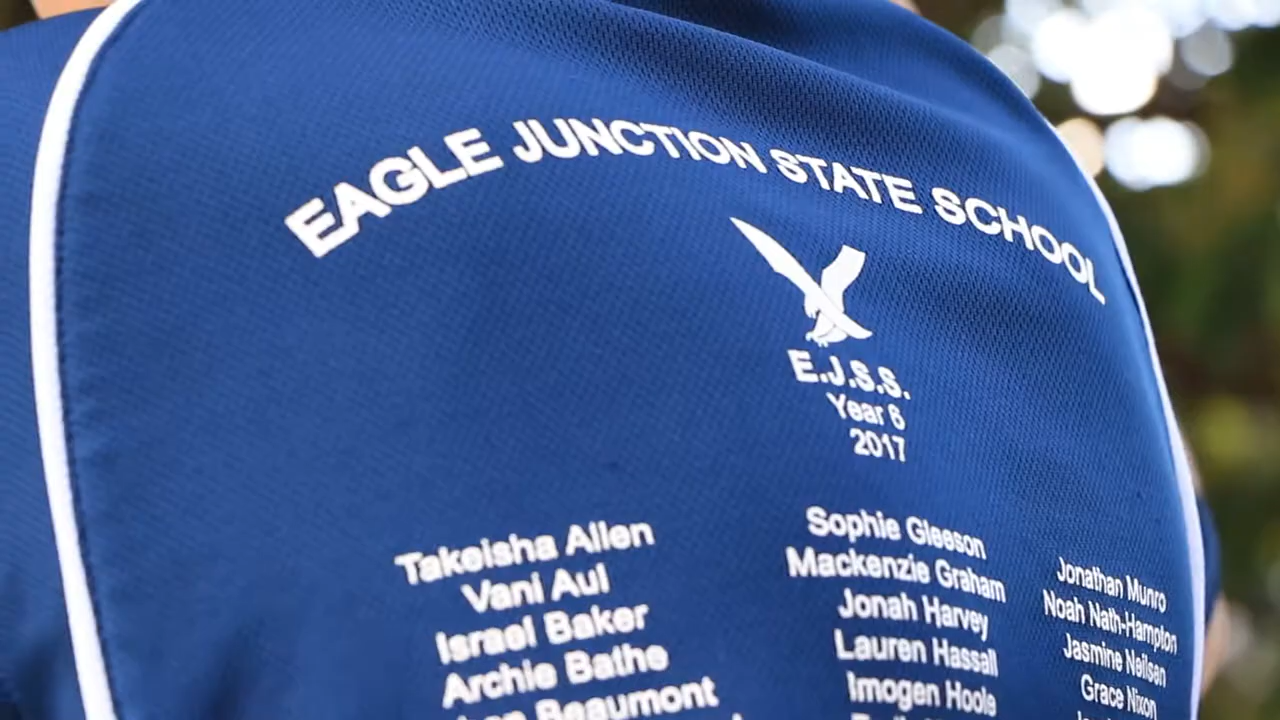 EAGLE JUNCTION STATE SCHOOL
E.J.S.S.
Year 6
2017
Takeisha Allen
Vani Aul
Israel Baker
Archie Bathe
Beaumont
Sophie Gleeson
Mackenzie Graham
Jonah Harvey
Lauren Hassall
Imogen Hoole
Jonathan Munro
Noah Nath-Hampton
Jasmine Neilsen
Grace Nixon